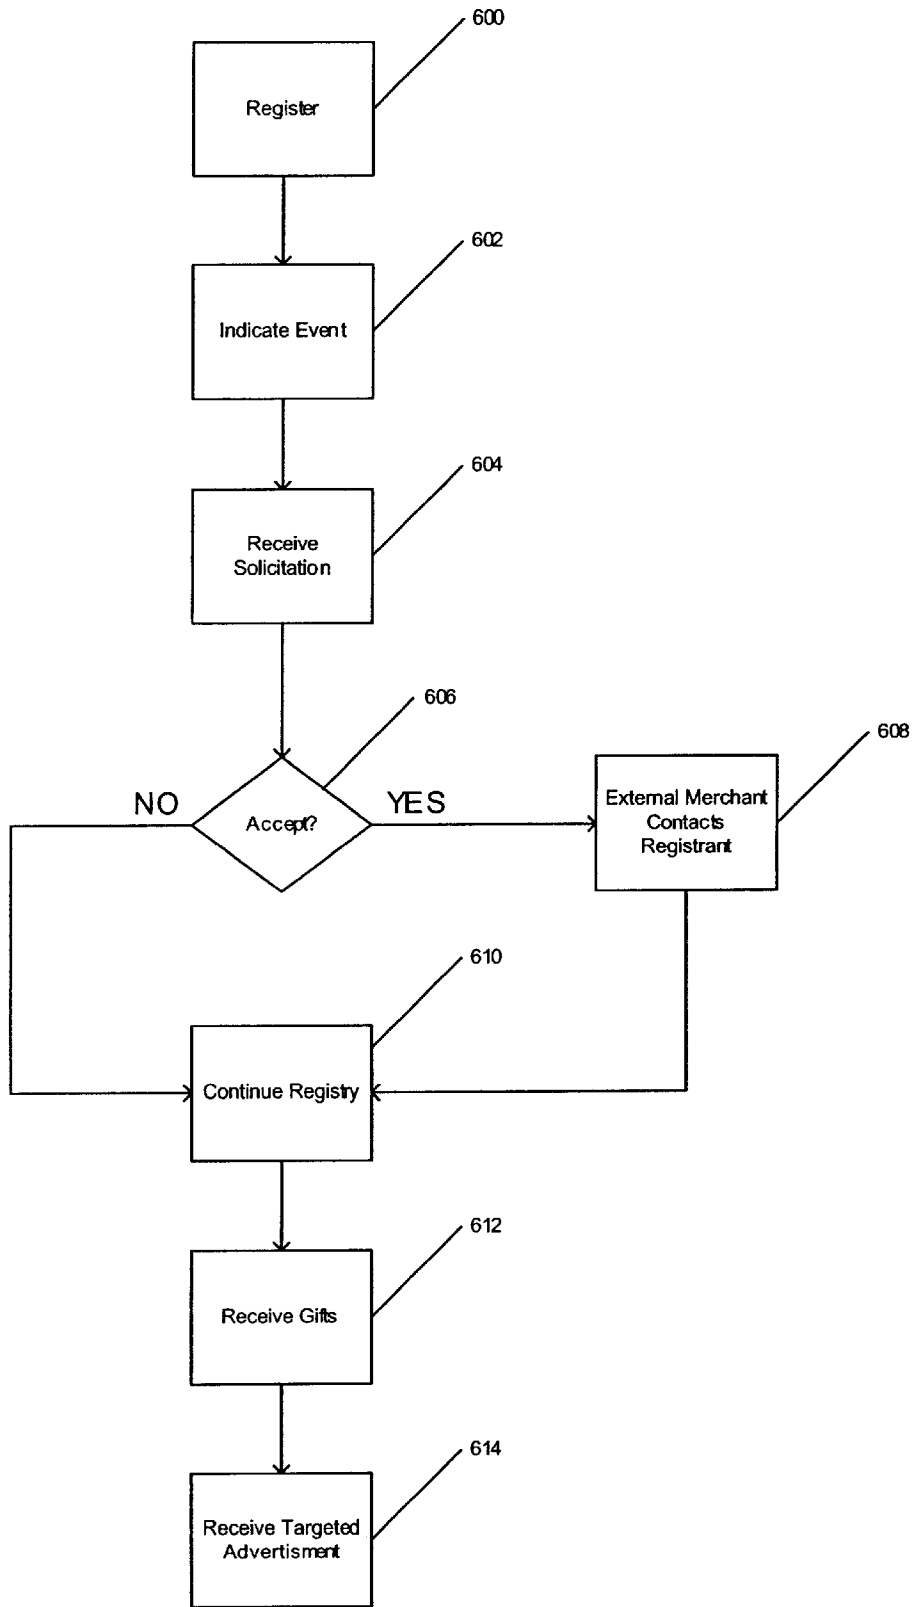 600
Register
602
Indicate Event
604
Receive
Solicitation
606
608
NO
Accept?
YES
External Merchant
Contacts
Registrant
610
Continue Registry
612
Receive Gifts
614
Receive Targeted
Advertisment